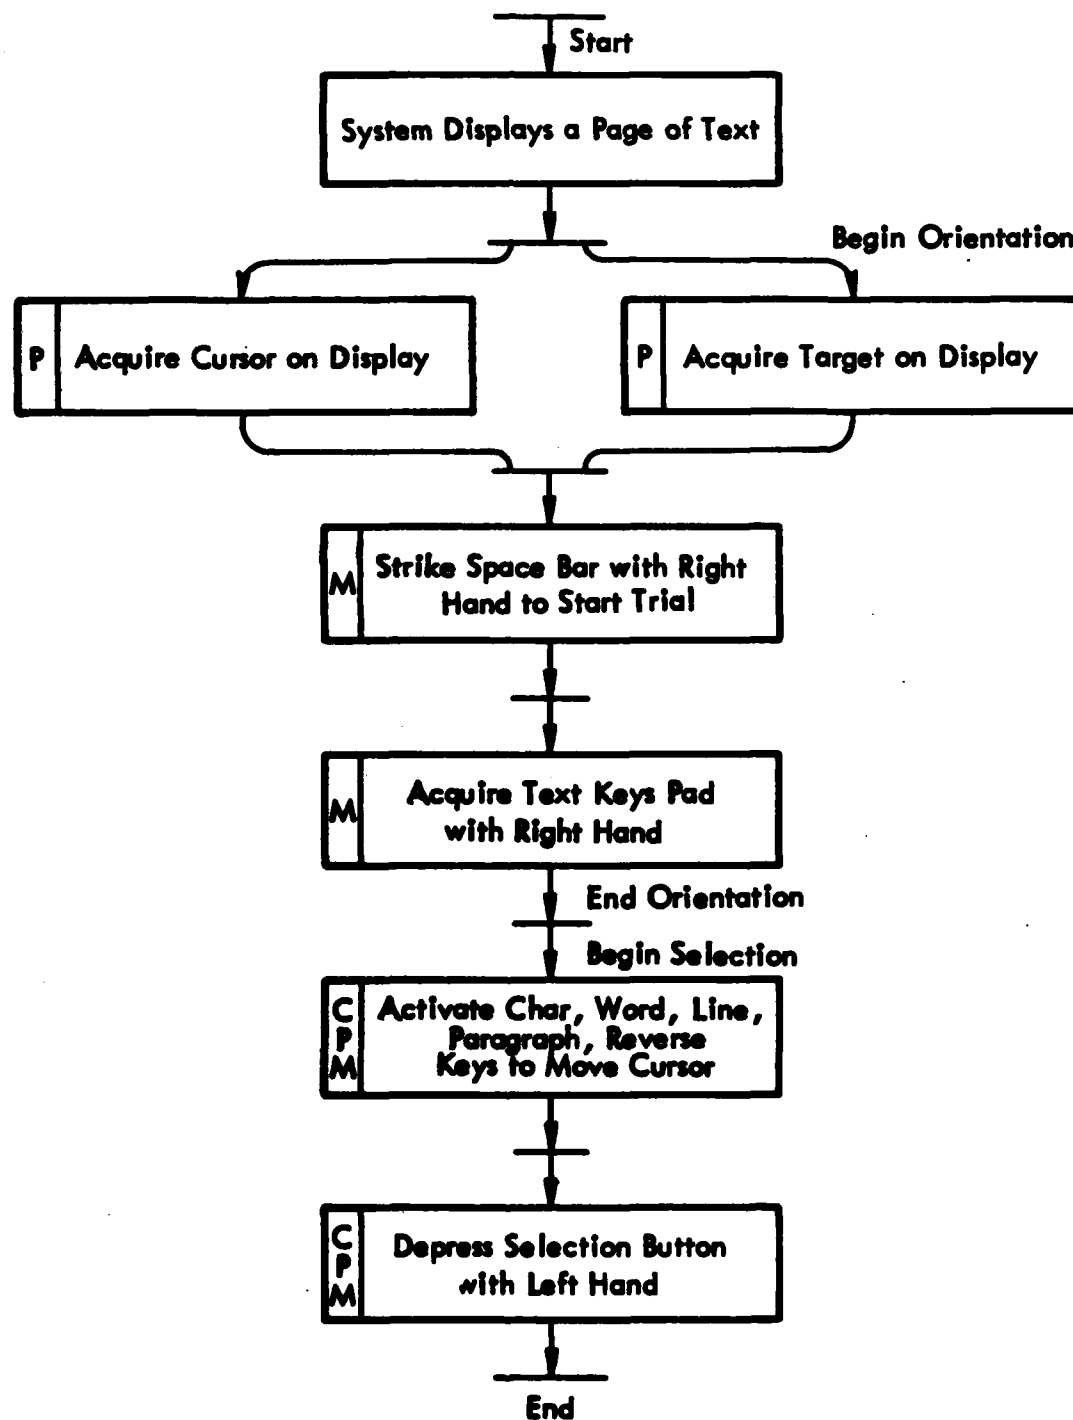 Start
System Displays a Page of Text
Begin Orientation
P
Acquire Cursor on Display
P
Acquire Target on Display
M
Strike Space Bar with Right
Hand to Start Trial
M
Acquire Text Keys Pad
with Right Hand
End Orientation
Begin Selection
C
P
M
Activate Char, Word, Line,
Paragraph, Reverse
Keys to Move Cursor
C
P
M
Depress Selection Button
with Left Hand
End